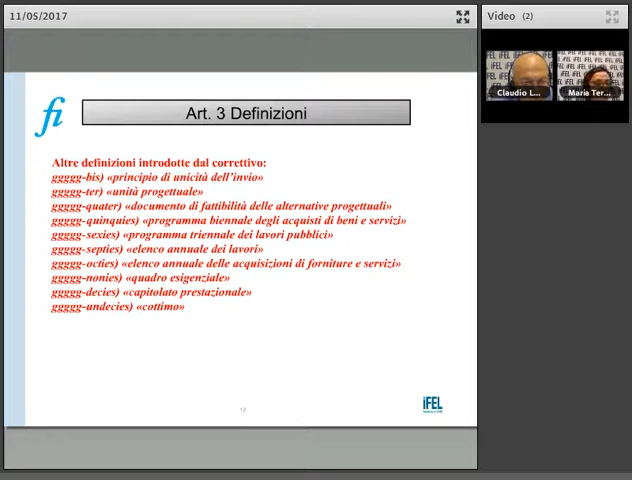 11/05/2017
Video (2)
Claudio L...
Maria Ter...
fi
Art. 3 Definizioni
Altre definizioni introdotte dal correttivo:
ggggg-bis) «principio di unicità dell'invio»
ggggg-ter) «unità progettuale»
ggggg-quater) «documento di fattibilità delle alternative progettuali»
ggggg-quinquies) «programma biennale degli acquisti di beni e servizi»
ggggg-sexies) «programma triennale dei lavori pubblici»
ggggg-septies) «elenco annuale dei lavori»
ggggg-octies) «elenco annuale delle acquisizioni di forniture e servizi»
ggggg-nonies) «quadro esigenziale»
ggggg-decies) «capitolato prestazionale»
ggggg-undecies) «cottimo»
12
iFEL